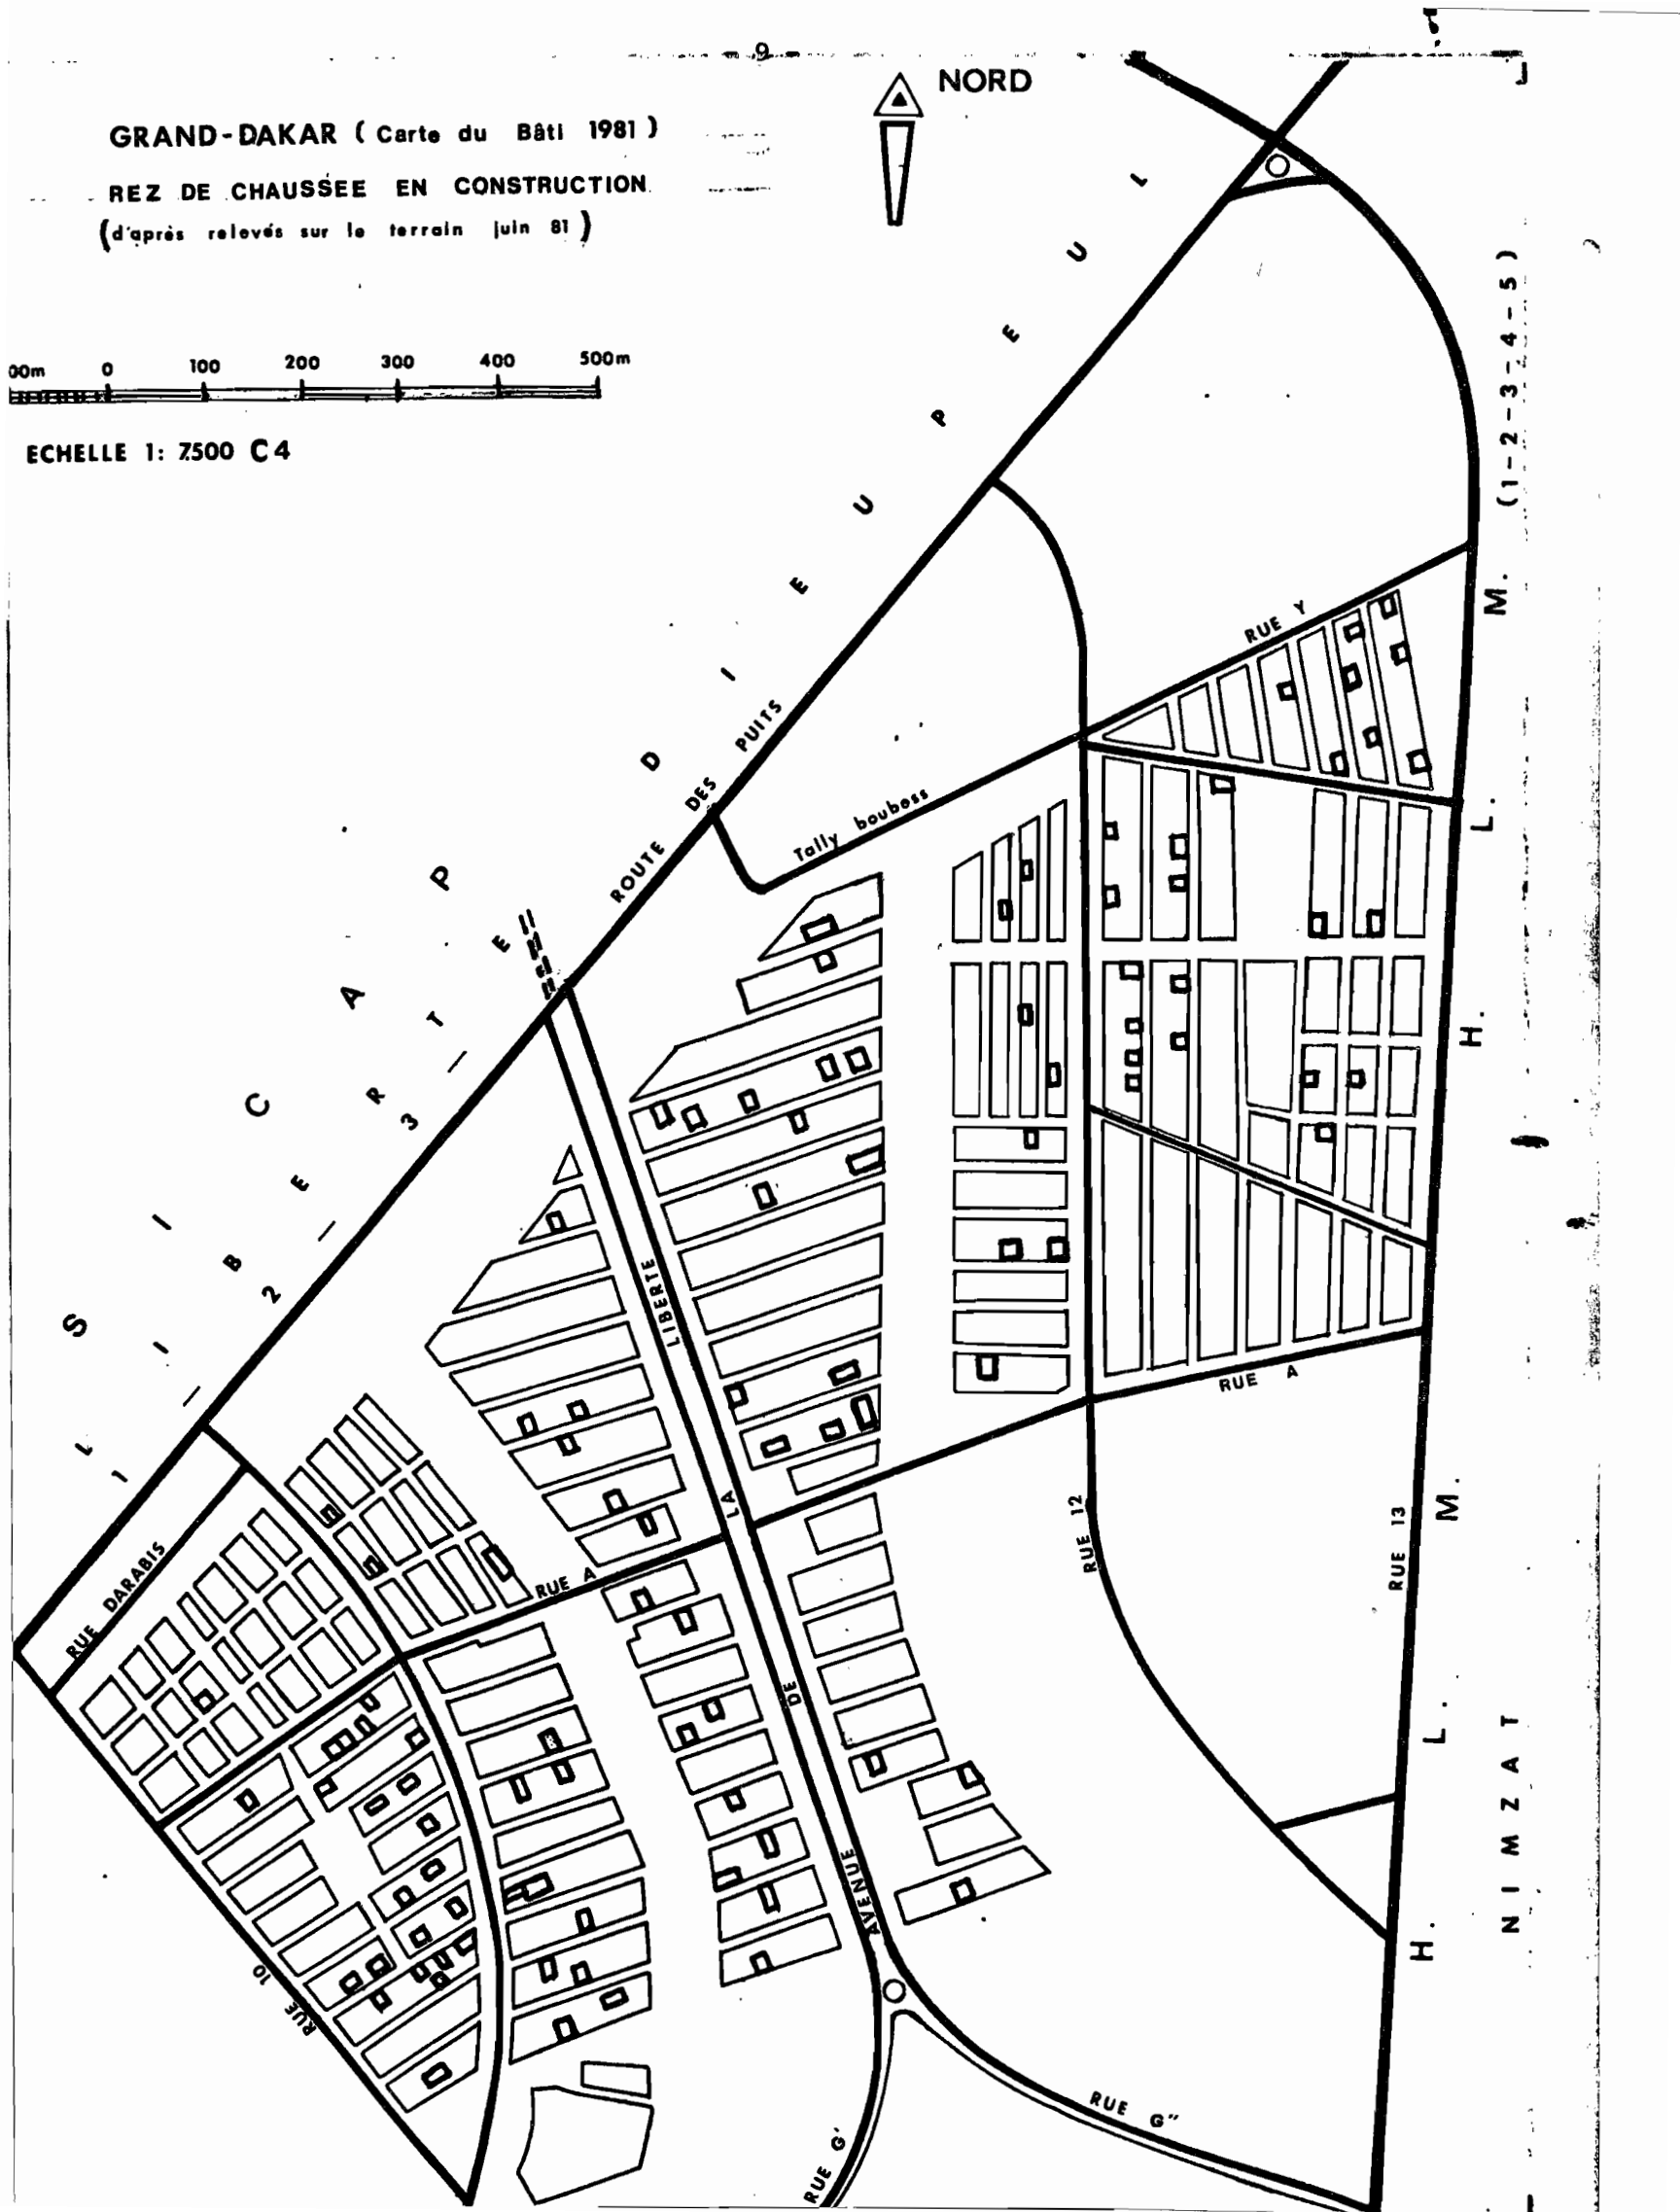 9
NORD
GRAND-DAKAR ( Carte du Bâti 1981 )
REZ DE CHAUSSEE EN CONSTRUCTION
(d'après relevés sur le terrain juin 81)
00m 0 100 200 300 400 500m
ECHELLE 1: 7.500 C4
SICAP
LIBERTE
1 – 2 – 3
DIEUPEUL
ROUTE DES PUITS
Tally boubess
RUE Y
H. L. M. (1-2-3-4-5)
RUE A
RUE A
RUE DARABIS
RUE 10
RUE 12
RUE 13
AVENUE DE LA LIBERTE
H. L. M.
NIMZAT
RUE G'
RUE G"